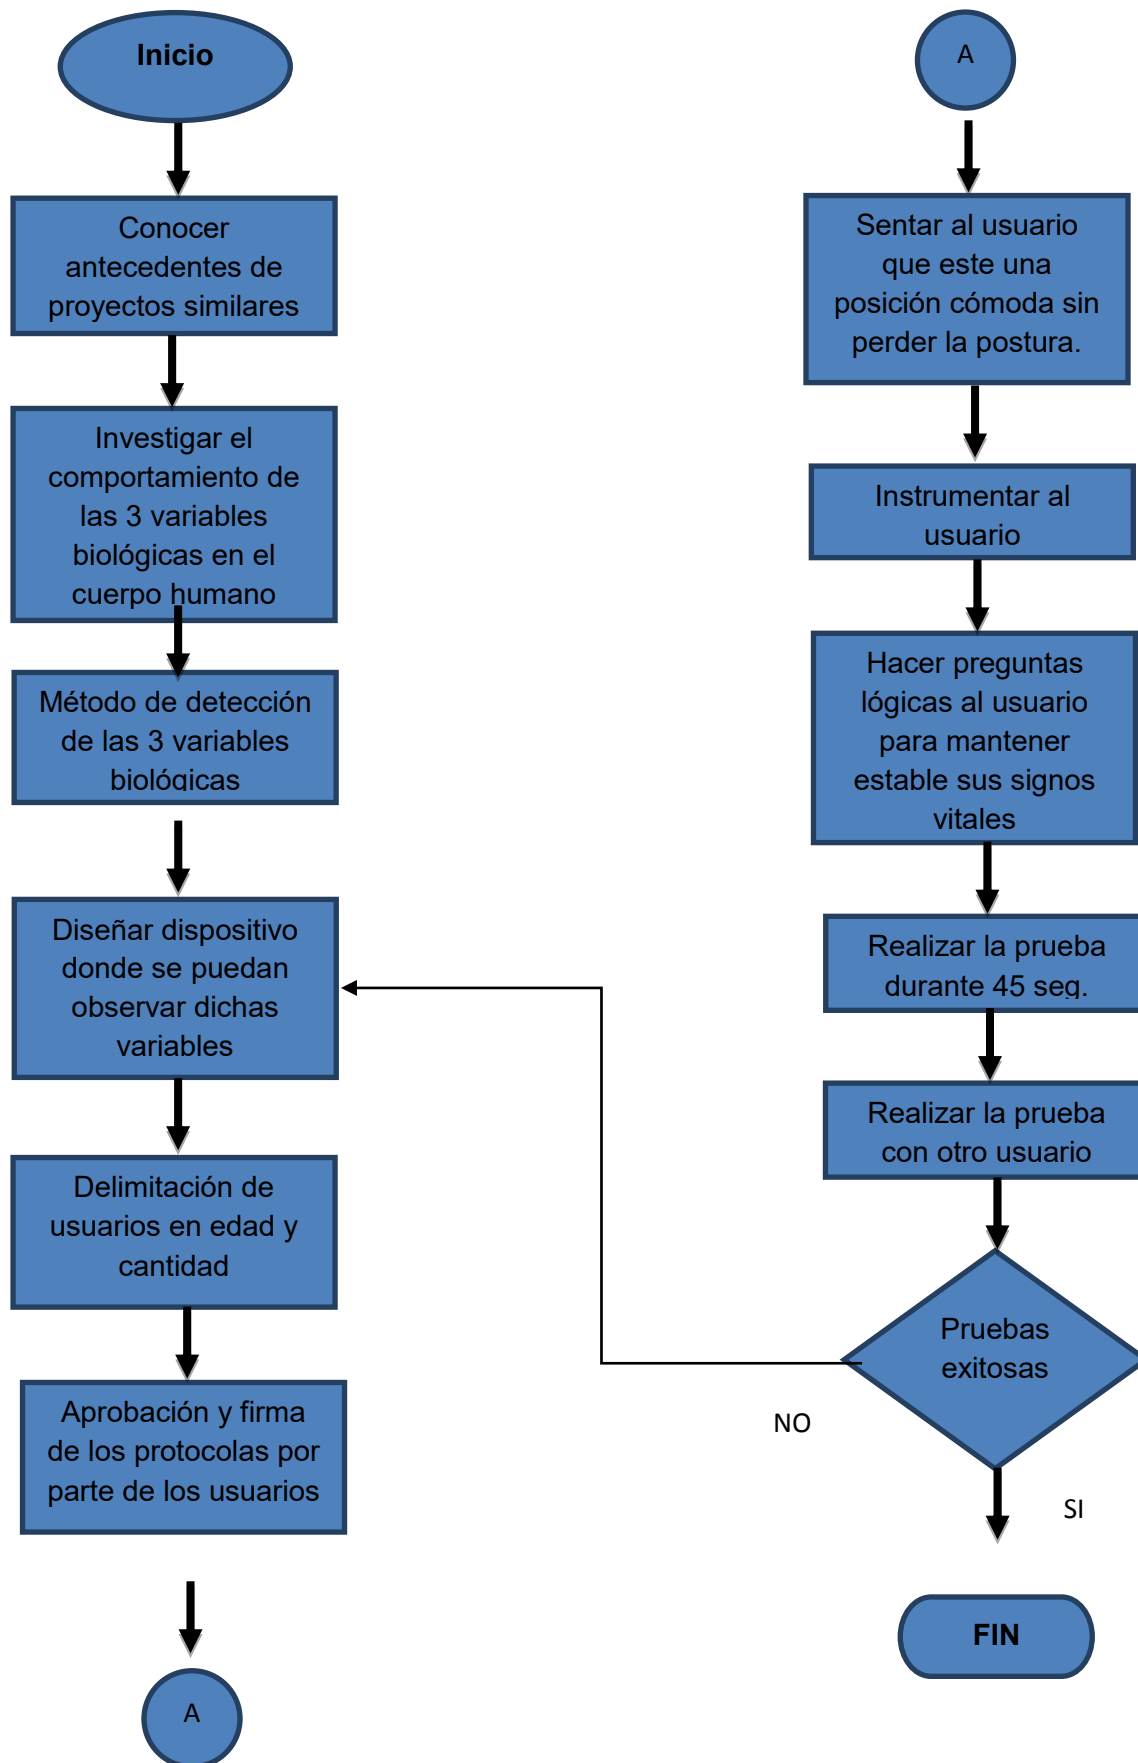 Inicio
Conocer
antecedentes de
proyectos similares
Investigar el
comportamiento de
las 3 variables
biológicas en el
cuerpo humano
Método de detección
de las 3 variables
biológicas
Diseñar dispositivo
donde se puedan
observar dichas
variables
Delimitación de
usuarios en edad y
cantidad
Aprobación y firma
de los protocolas por
parte de los usuarios
A
A
Sentar al usuario
que este una
posición cómoda sin
perder la postura.
Instrumentar al
usuario
Hacer preguntas
lógicas al usuario
para mantener
estable sus signos
vitales
Realizar la prueba
durante 45 seg.
Realizar la prueba
con otro usuario
Pruebas
exitosas
NO
SI
FIN